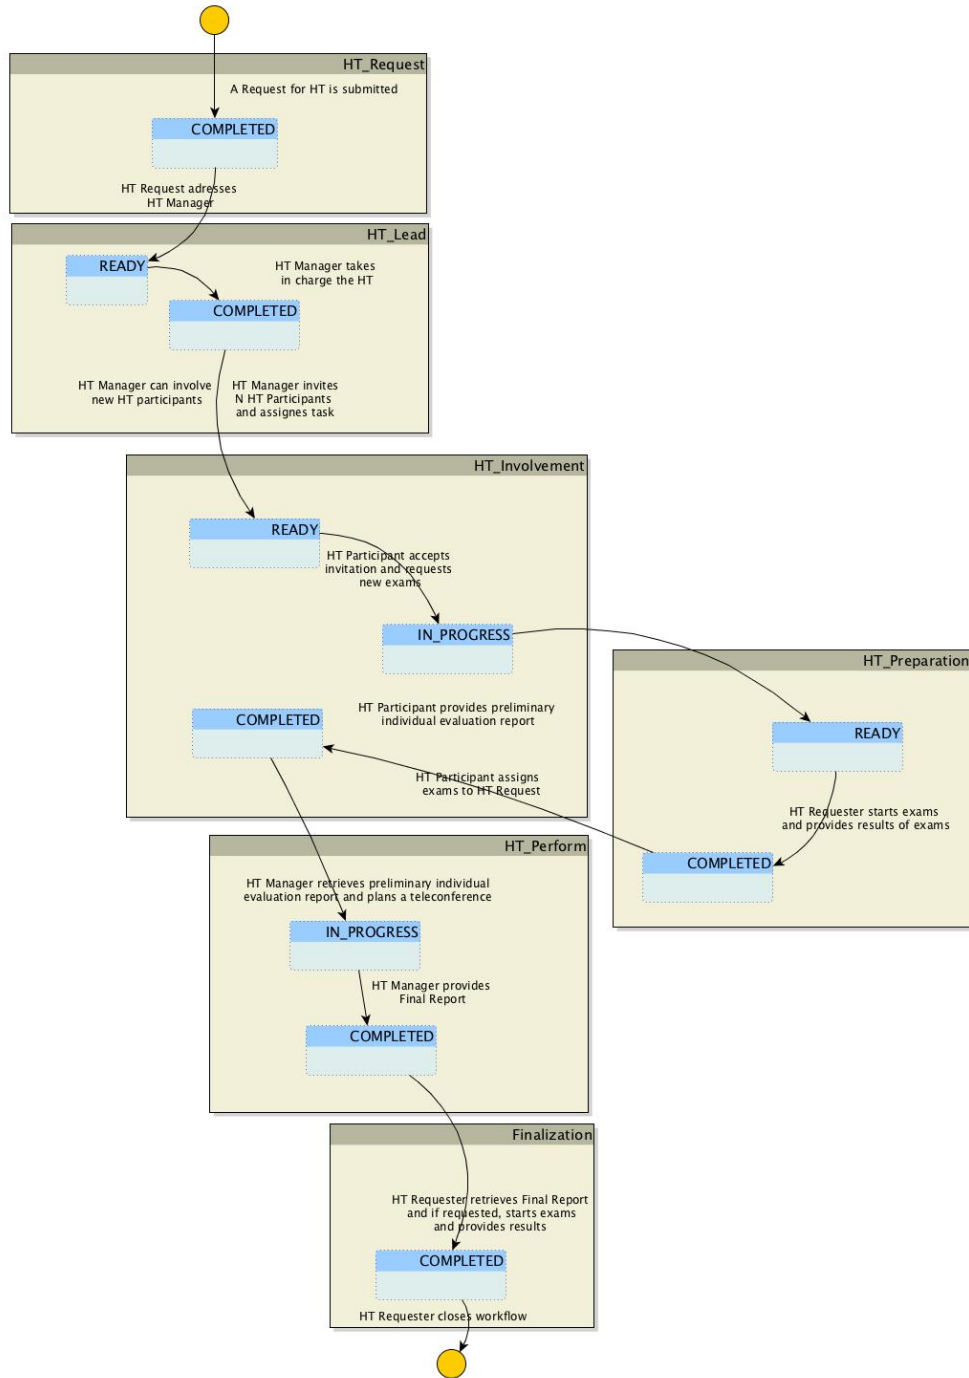 HT_Request
A Request for HT is submitted
COMPLETED
HT Request adresses
HT Manager
HT_Lead
READY
HT Manager takes
in charge the HT
COMPLETED
HT Manager can involve
new HT participants
HT Manager invites
N HT Participants
and assignes task
HT_Involvement
READY
HT Participant accepts
invitation and requests
new exams
IN_PROGRESS
HT_Preparation
HT Participant provides preliminary
individual evaluation report
COMPLETED
READY
HT Participant assigns
exams to HT Request
HT Requester starts exams
and provides results of exams
COMPLETED
HT_Perform
HT Manager retrieves preliminary individual
evaluation report and plans a teleconference
IN_PROGRESS
HT Manager provides
Final Report
COMPLETED
Finalization
HT Requester retrieves Final Report
and if requested, starts exams
and provides results
COMPLETED
HT Requester closes workflow